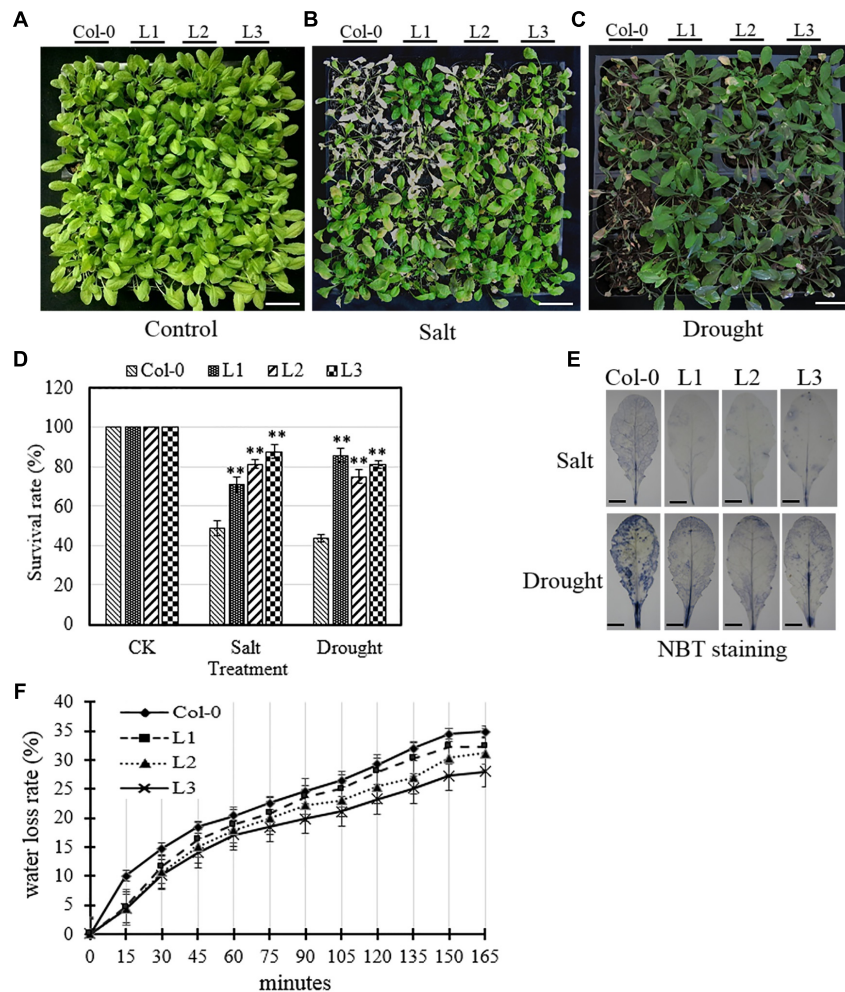 A
Col-0 L1 L2 L3
Control
B
Col-0 L1 L2 L3
Salt
C
Col-0 L1 L2 L3
Drought
D
Col-0 L1 L2 L3
Survival rate (%)
120
100
80
60
40
20
0
** ** ** ** ** **
CK Salt Drought
Treatment
E
Col-0 L1 L2 L3
Salt
Drought
NBT staining
F
Col-0
L1
L2
L3
water loss rate (%)
40
35
30
25
20
15
10
5
0
0 15 30 45 60 75 90 105 120 135 150 165
minutes